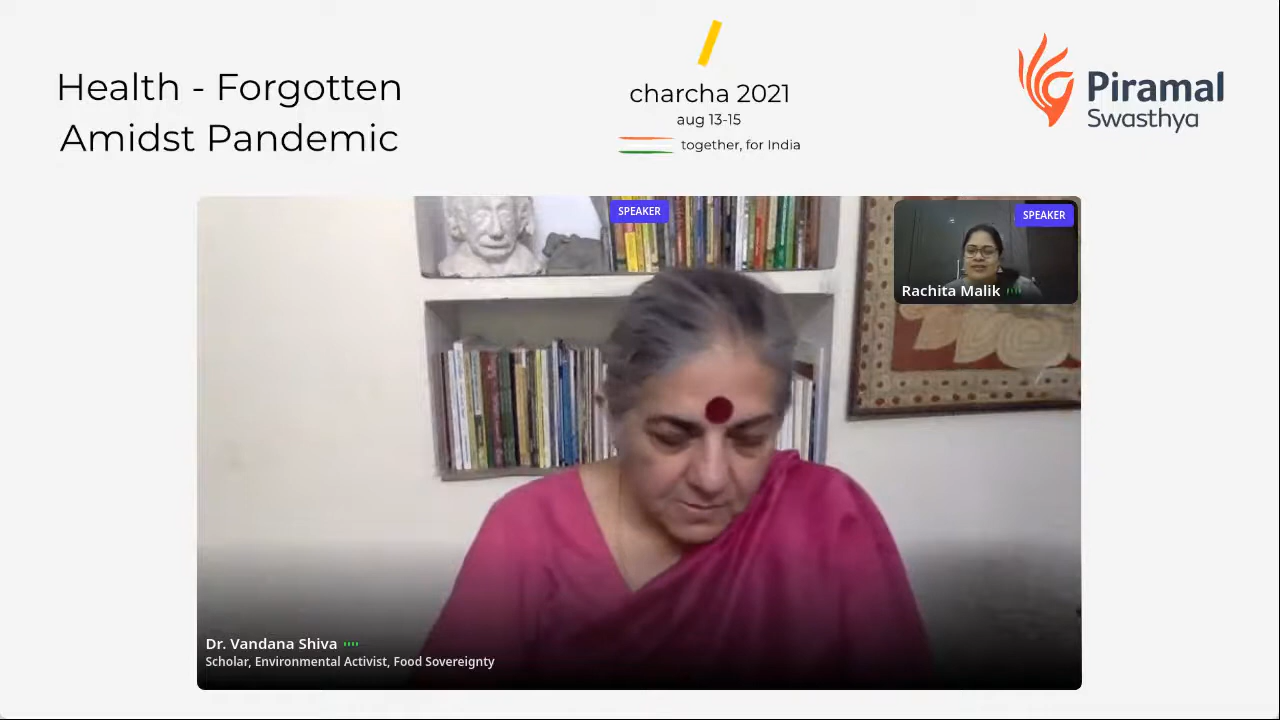 Health - Forgotten
Amidst Pandemic
charcha 2021
aug 13-15
together, for India
Piramal
Swasthya
SPEAKER
SPEAKER
Rachita Malik
Dr. Vandana Shiva
Scholar, Environmental Activist, Food Sovereignty